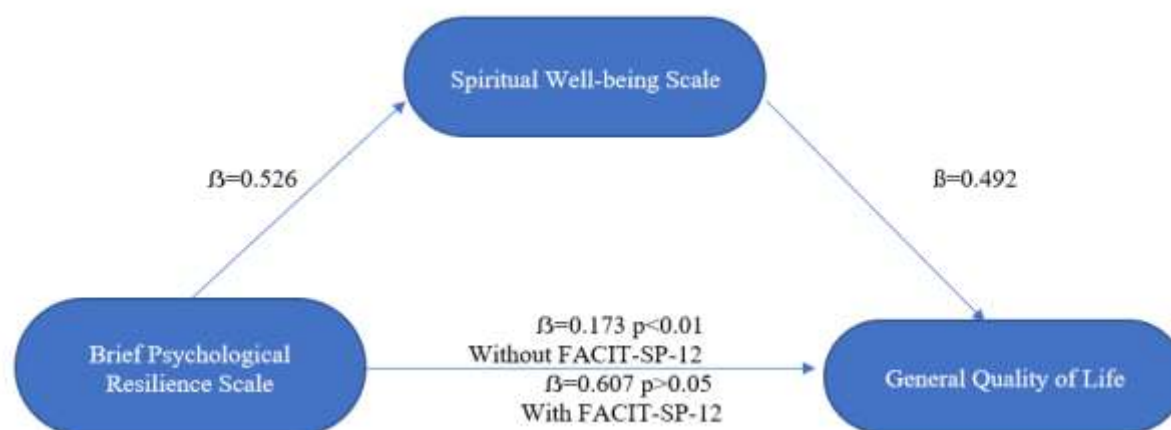 Spiritual Well-being Scale
ß=0.526
ß=0.492
ß=0.173 p<0.01
Without FACIT-SP-12
ß=0.607 p>0.05
With FACIT-SP-12
Brief Psychological
Resilience Scale
General Quality of Life